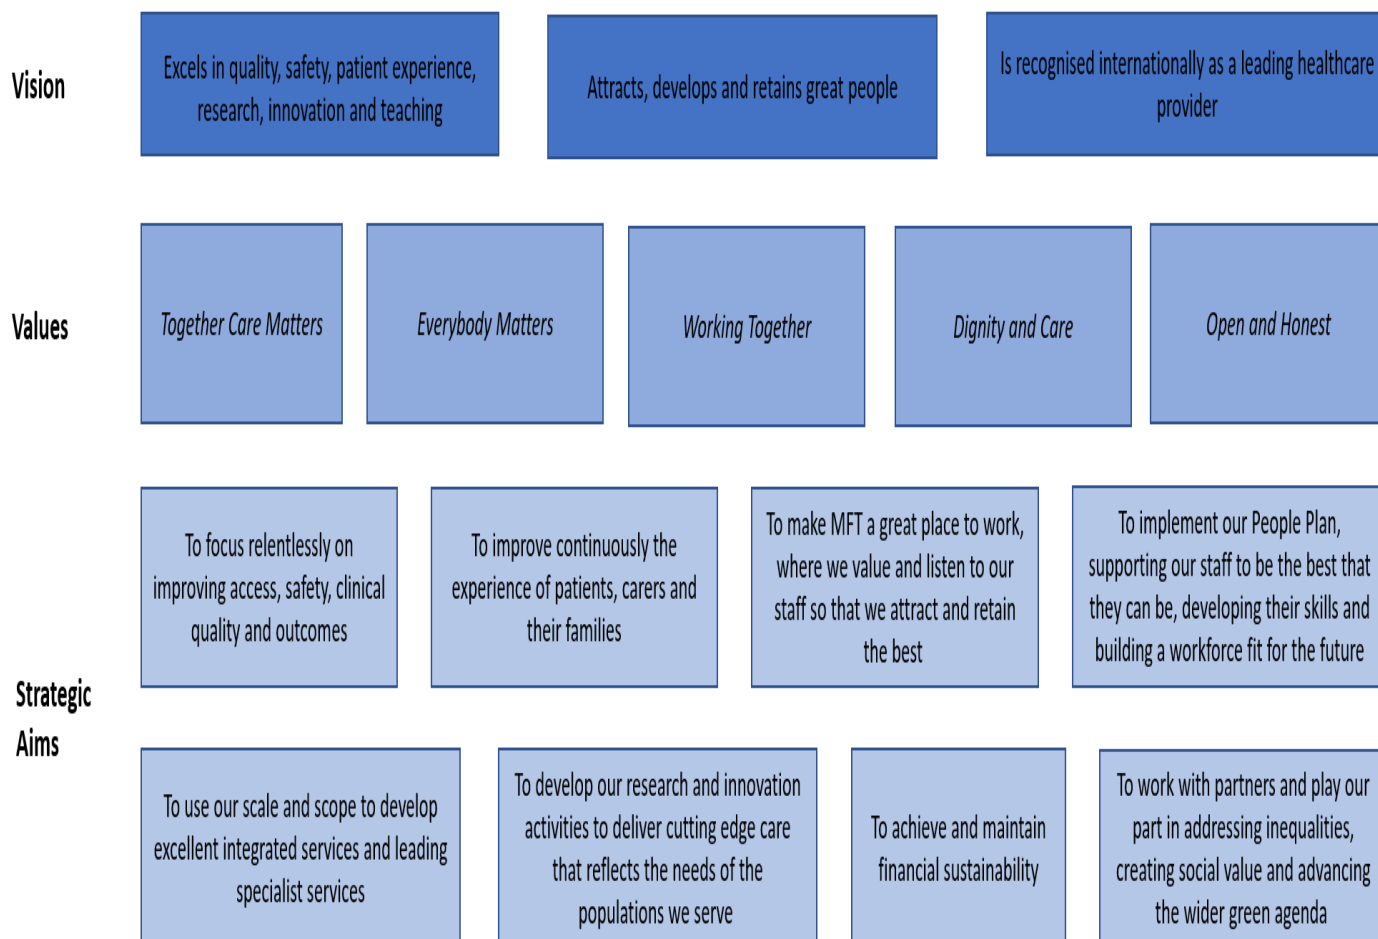 Vision
Excels in quality, safety, patient experience,
research, innovation and teaching
Attracts, develops and retains great people
Is recognised internationally as a leading healthcare
provider
Values
Together Care Matters
Everybody Matters
Working Together
Dignity and Care
Open and Honest
Strategic
Aims
To focus relentlessly on
improving access, safety, clinical
quality and outcomes
To improve continuously the
experience of patients, carers and
their families
To make MFT a great place to work,
where we value and listen to our
staff so that we attract and retain
the best
To implement our People Plan,
supporting our staff to be the best that
they can be, developing their skills and
building a workforce fit for the future
To use our scale and scope to develop
excellent integrated services and leading
specialist services
To develop our research and innovation
activities to deliver cutting edge care
that reflects the needs of the
populations we serve
To achieve and maintain
financial sustainability
To work with partners and play our
part in addressing inequalities,
creating social value and advancing
the wider green agenda